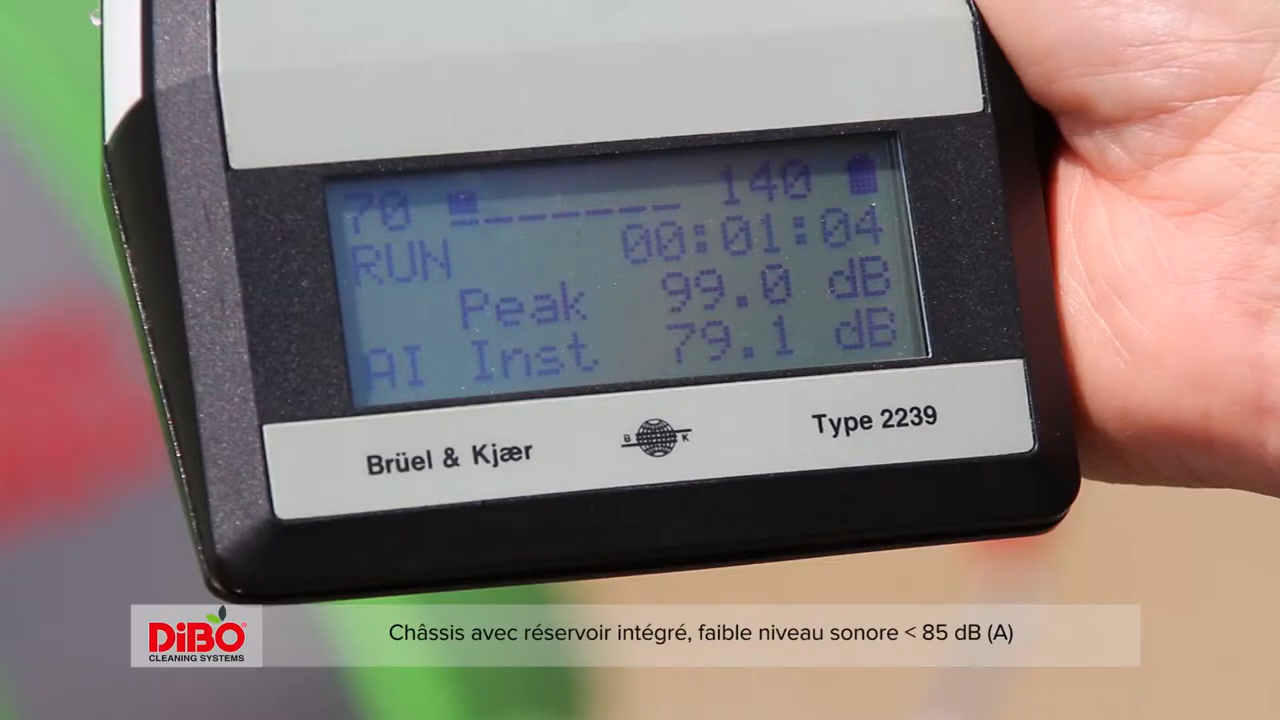 70 140
RUN 00:01:04
Peak 99.0 dB
AI Inst 79.1 dB
Brüel & Kjær B K Type 2239
DiBO®
CLEANING SYSTEMS
Châssis avec réservoir intégré, faible niveau sonore < 85 dB (A)